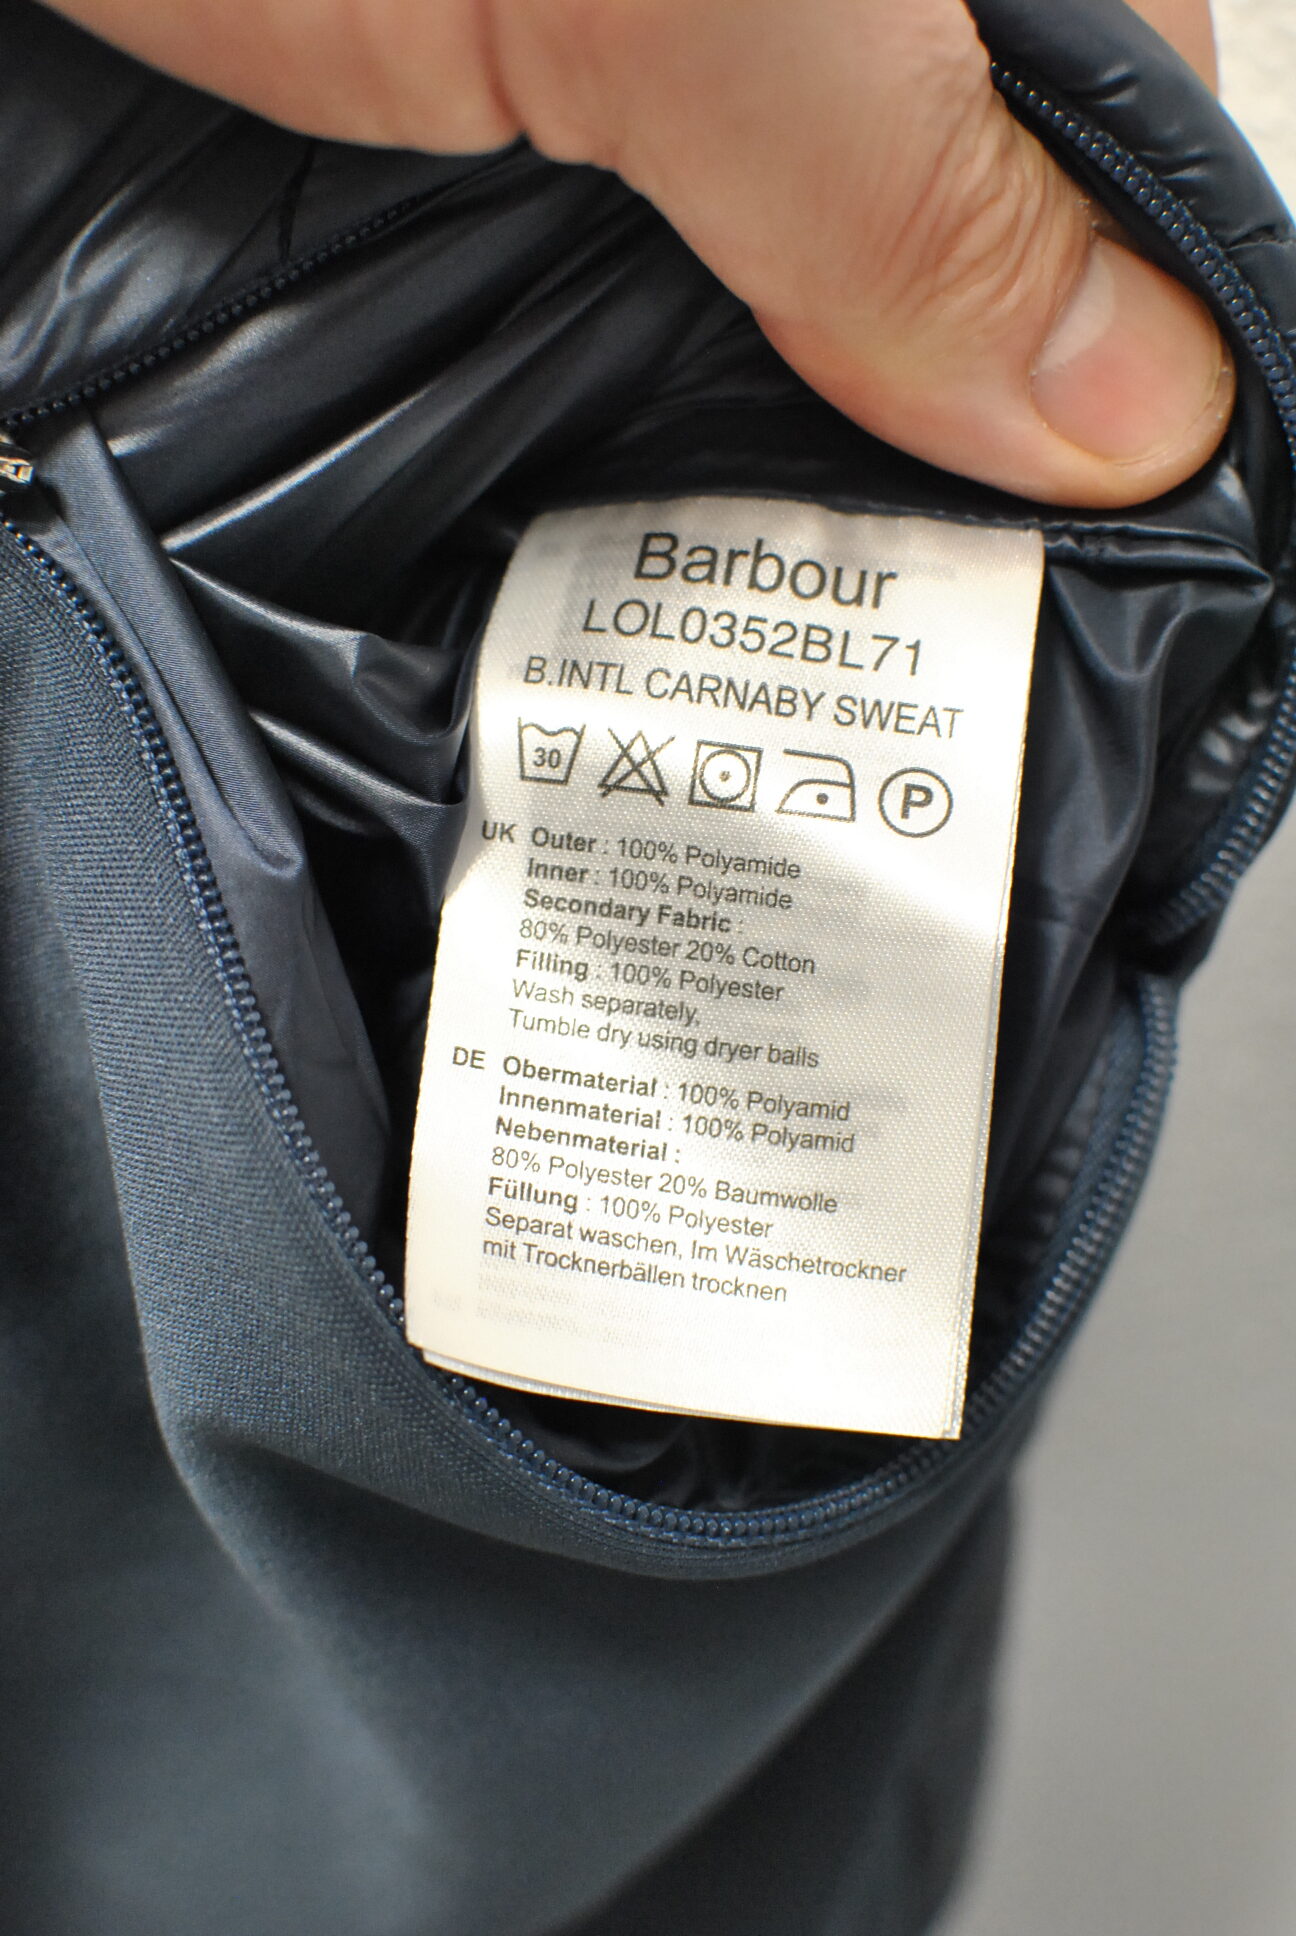 Barbour
LOL0352BL71
B.INTL CARNABY SWEAT
30 P
UK Outer : 100% Polyamide
Inner : 100% Polyamide
Secondary Fabric :
80% Polyester 20% Cotton
Filling : 100% Polyester
Wash separately,
Tumble dry using dryer balls
DE Obermaterial : 100% Polyamid
Innenmaterial : 100% Polyamid
Nebenmaterial :
80% Polyester 20% Baumwolle
Füllung : 100% Polyester
Separat waschen, Im Wäschetrockner
mit Trocknerbällen trocknen